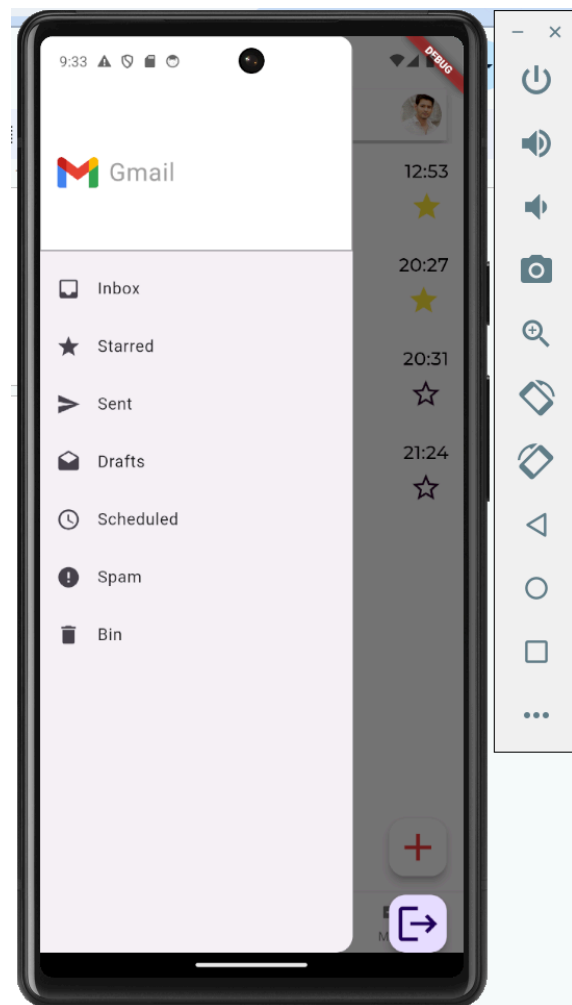 9:33
DEBUG
Gmail
12:53
20:27
Inbox
Starred
20:31
Sent
21:24
Drafts
Scheduled
Spam
Bin